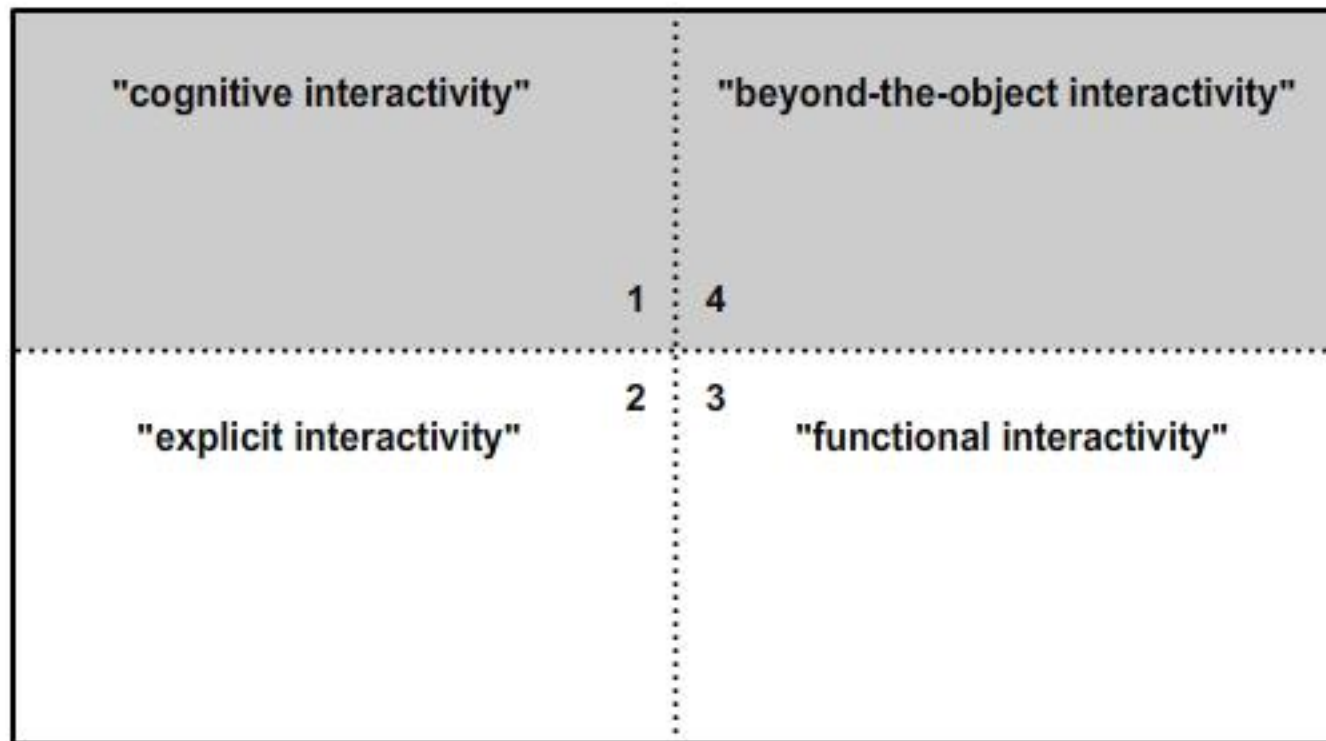 "cognitive interactivity"
"beyond-the-object interactivity"
1
4
2
3
"explicit interactivity"
"functional interactivity"